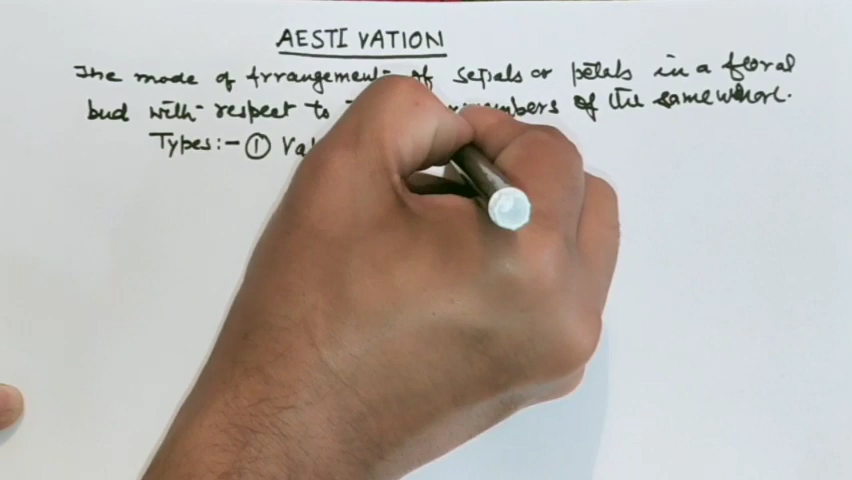 AESTIVATION
The mode of Arrangement of sepals or petals in a floral
bud with respect to members of the same whorl.
Types:- ① Val